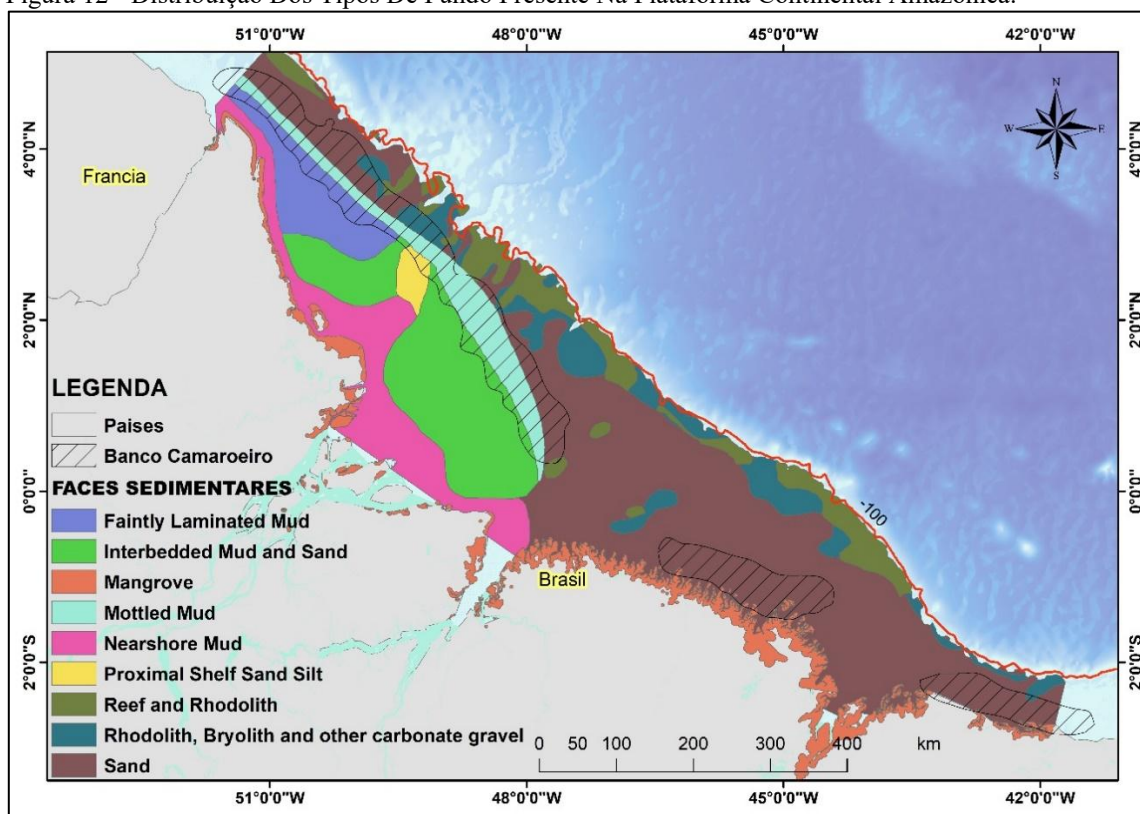 Figura 12 - Distribuição Dos Tipos De Fundo Presente Na Plataforma Continental Amazônica.
51°0'0"W 48°0'0"W 45°0'0"W 42°0'0"W
N
W E
S
4°0'0"N 4°0'0"N
Francia
2°0'0"N 2°0'0"N
LEGENDA
Paises
Banco Camaroeiro
FACES SEDIMENTARES
0°0'0" 0°0'0"
-100
Faintly Laminated Mud
Interbedded Mud and Sand
Brasil
Mangrove
Mottled Mud
Nearshore Mud
2°0'0"S 2°0'0"S
Proximal Shelf Sand Silt
Reef and Rhodolith
Rhodolith, Bryolith and other carbonate gravel
Sand
0 50 100 200 300 400 km
51°0'0"W 48°0'0"W 45°0'0"W 42°0'0"W